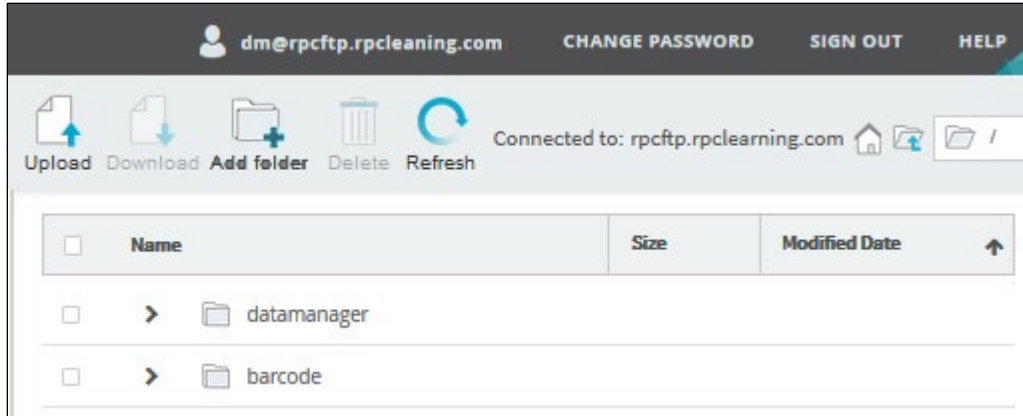 dm@rpcftp.rpcleaning.com CHANGE PASSWORD SIGN OUT HELP
Upload Download Add folder Delete Refresh Connected to: rpcftp.rpclearning.com /
Name Size Modified Date
datamanager
barcode